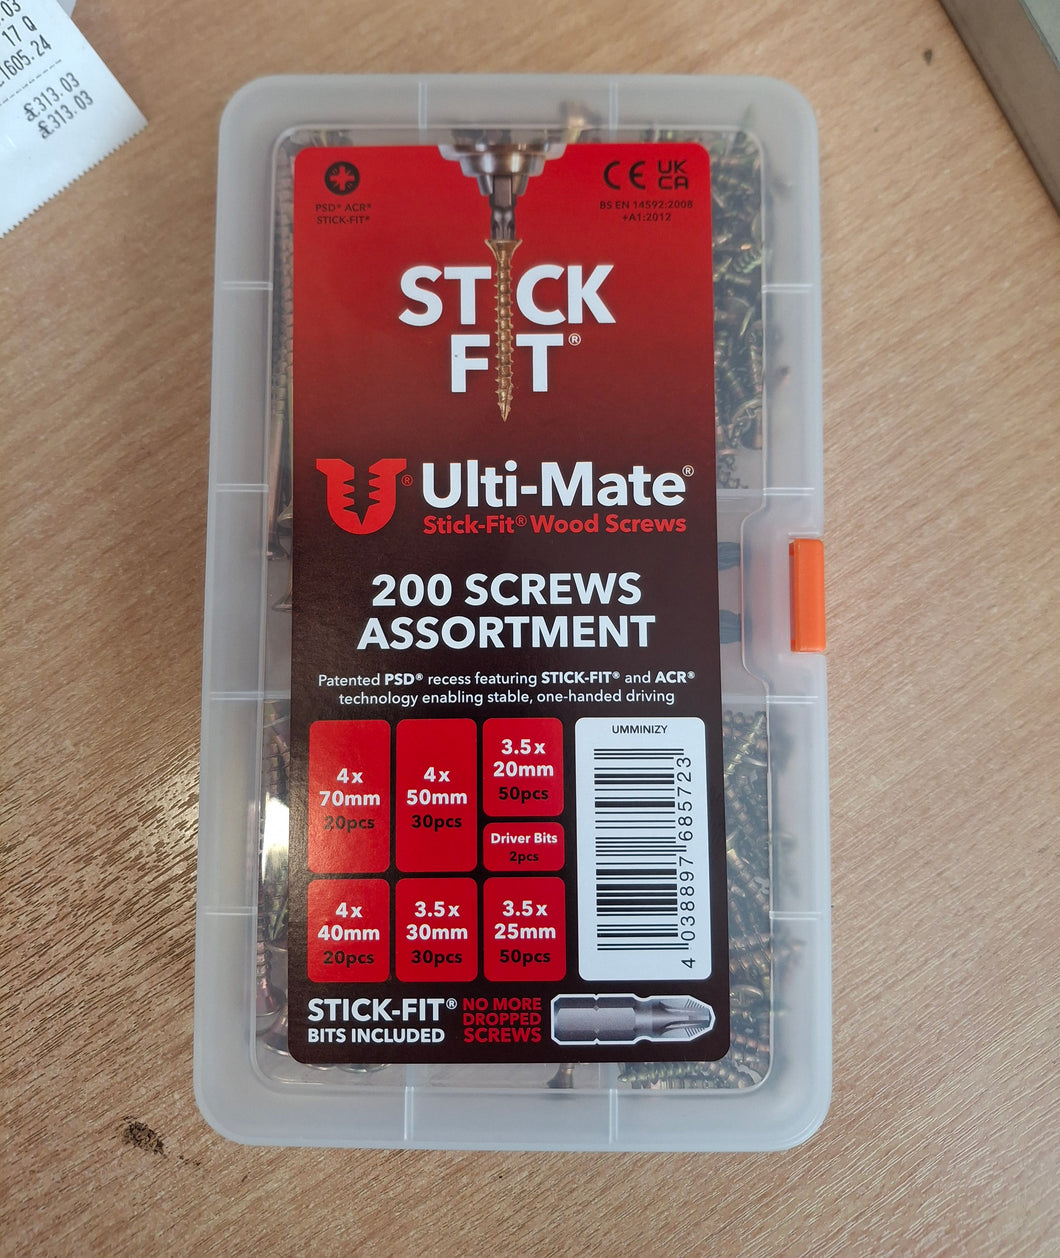 .03
17 Q
1605.24
£313.03
£313.03
PSD® ACR®
STICK-FIT®
CE UK
CA
BS EN 14592:2008
+A1:2012
STICK
FIT®
® Ulti-Mate®
Stick-Fit® Wood Screws
200 SCREWS
ASSORTMENT
Patented PSD® recess featuring STICK-FIT® and ACR®
technology enabling stable, one-handed driving
4x
70mm
20pcs
4x
50mm
30pcs
3.5x
20mm
50pcs
Driver Bits
2pcs
4x
40mm
20pcs
3.5x
30mm
30pcs
3.5x
25mm
50pcs
UMMINIZY
4 038897 685723
STICK-FIT®
BITS INCLUDED
NO MORE
DROPPED
SCREWS